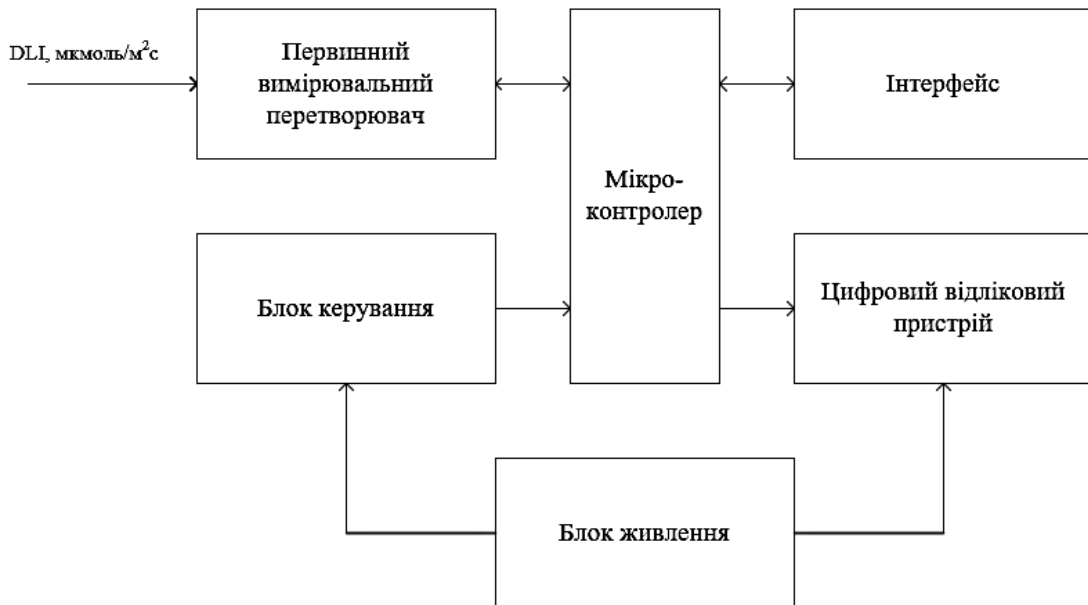 DLI, мкмоль/м²с
Первинний
вимірювальний
перетворювач
Інтерфейс
Мікро-
контролер
Блок керування
Цифровий відліковий
пристрій
Блок живлення